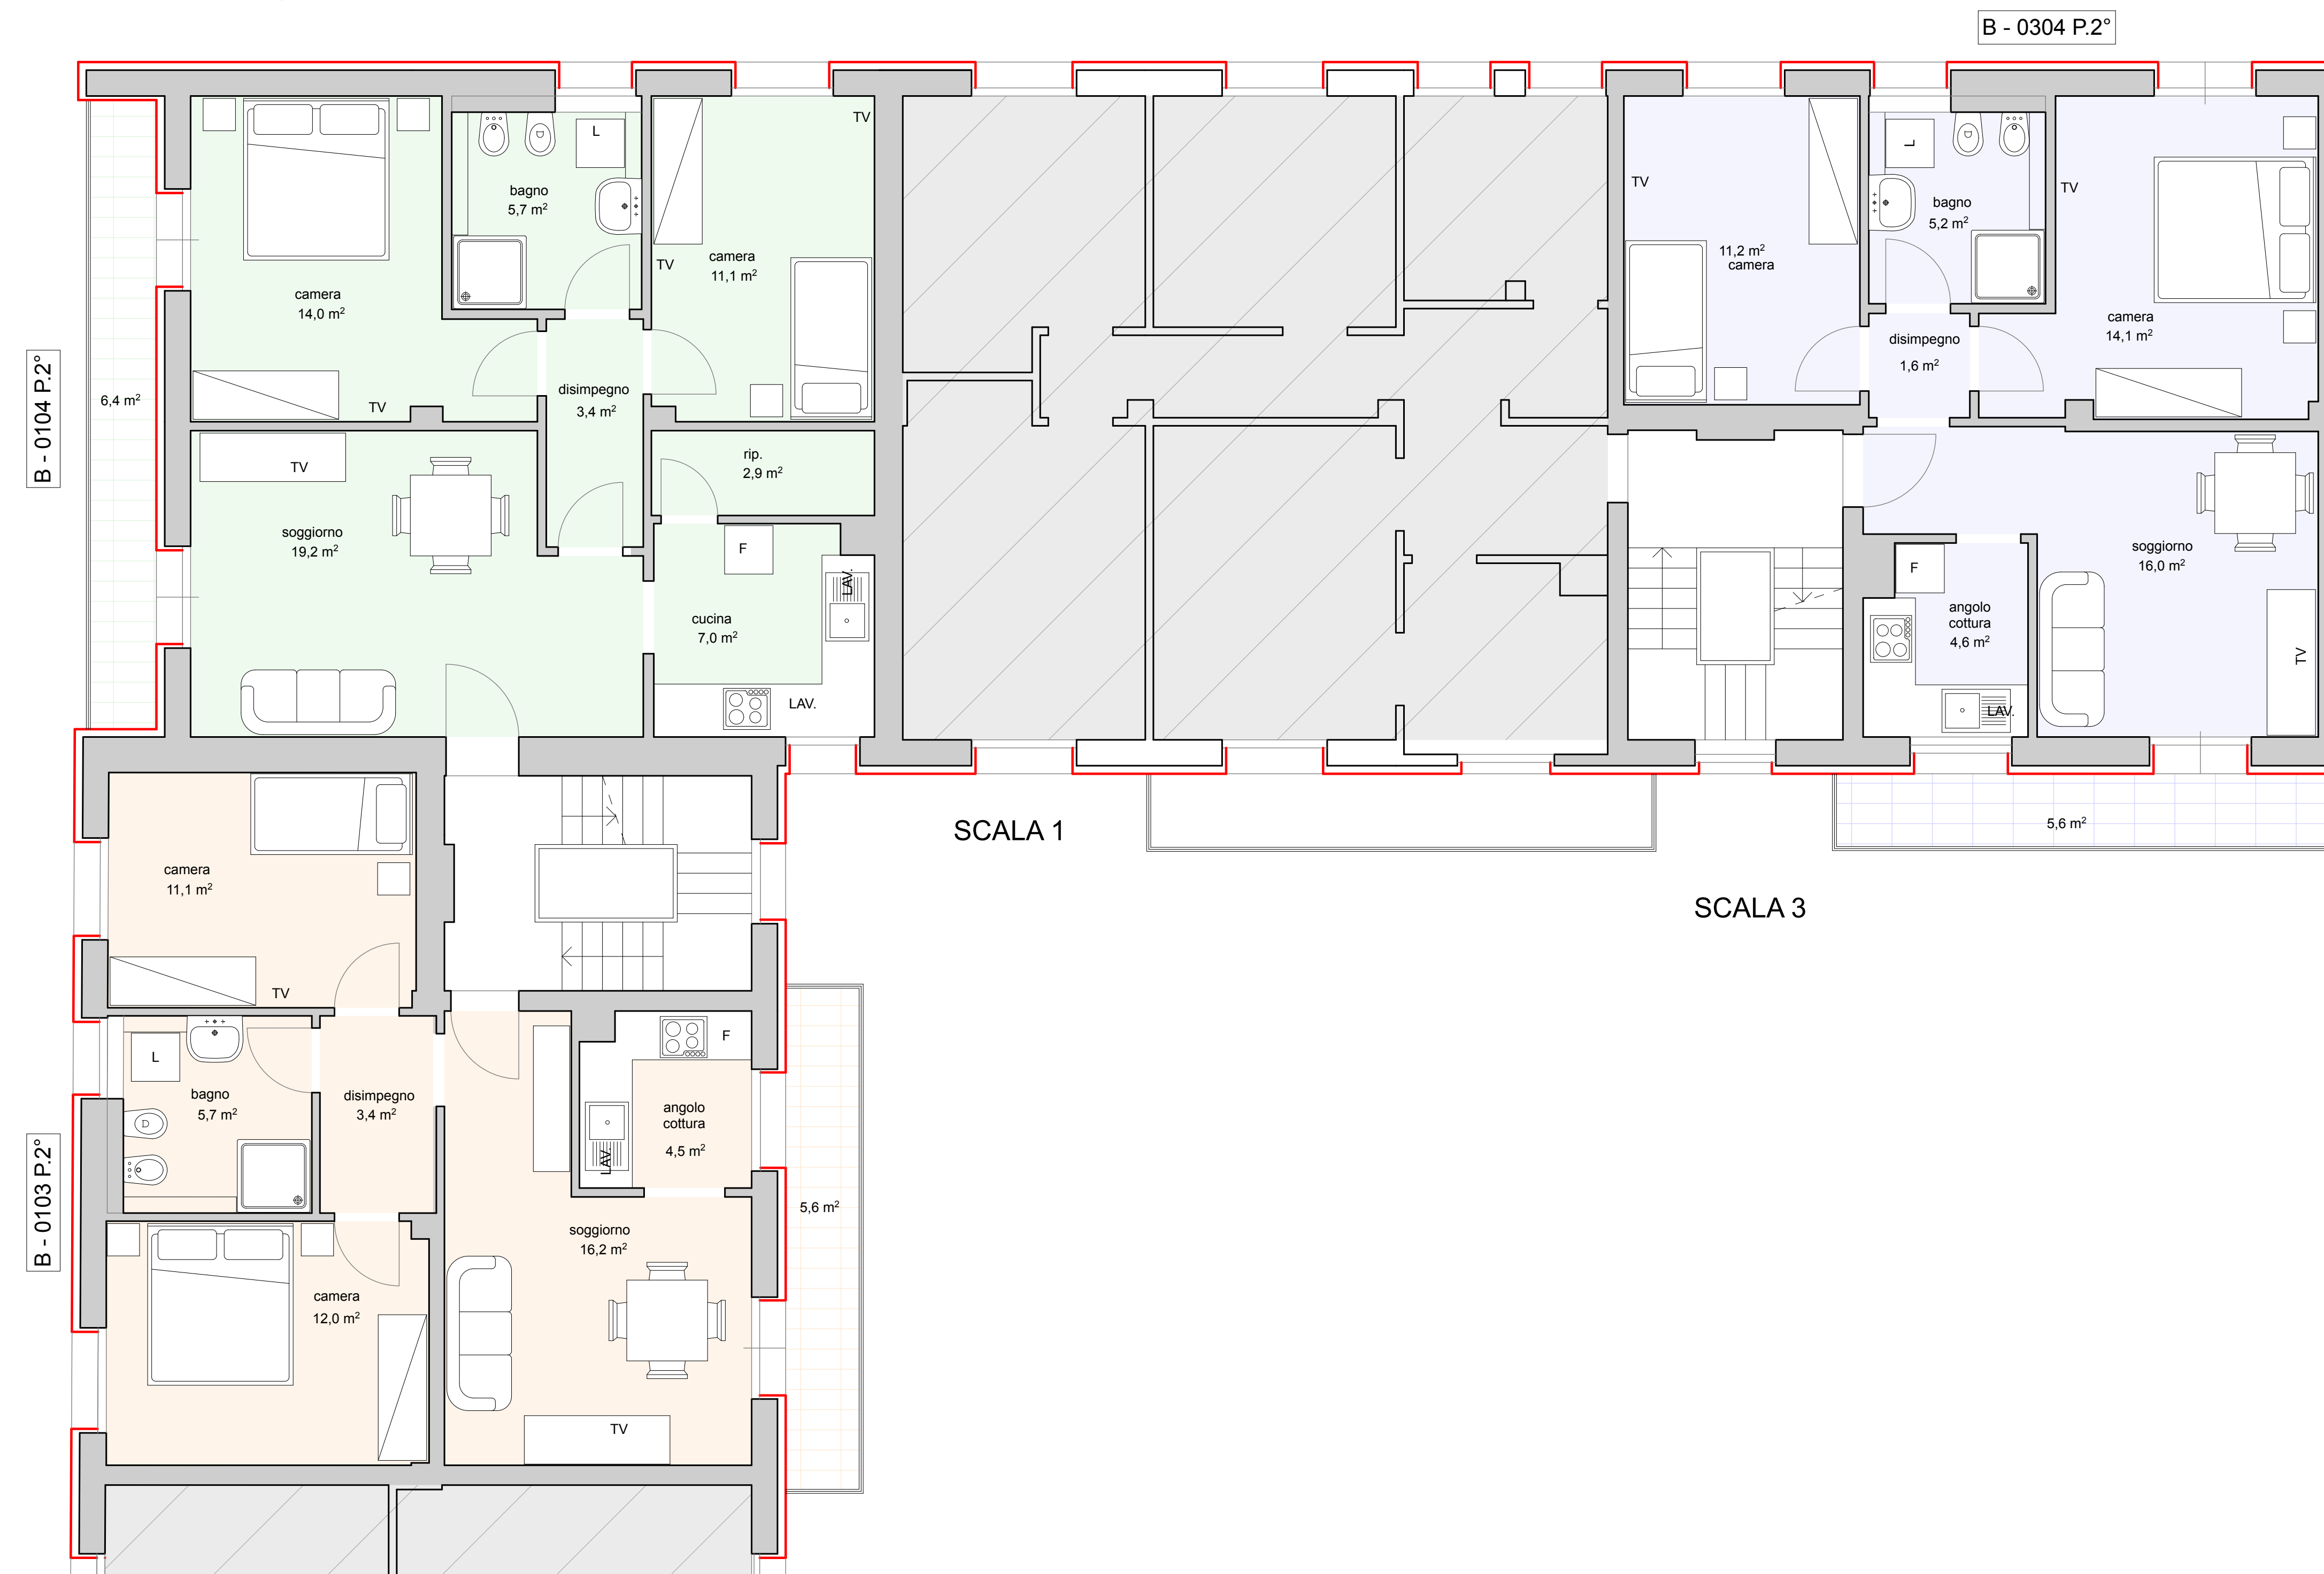 B - 0304 P.2°
B - 0104 P.2°
6,4 m²
camera
14,0 m²
TV
bagno
5,7 m²
L
TV
TV
camera
11,1 m²
disimpegno
3,4 m²
rip.
2,9 m²
TV
soggiorno
19,2 m²
F
LAV.
cucina
7,0 m²
LAV.
TV
11,2 m²
camera
L
bagno
5,2 m²
TV
camera
14,1 m²
disimpegno
1,6 m²
soggiorno
16,0 m²
F
angolo
cottura
4,6 m²
LAV.
TV
5,6 m²
SCALA 1
SCALA 3
B - 0103 P.2°
camera
11,1 m²
TV
L
bagno
5,7 m²
disimpegno
3,4 m²
F
angolo
cottura
4,5 m²
LAV.
5,6 m²
soggiorno
16,2 m²
camera
12,0 m²
TV